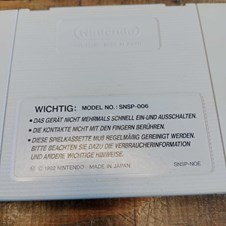 Nintendo
WICHTIG: MODEL NO.: SNSP-006
• DAS GERÄT NICHT MEHRMALS SCHNELL EIN-UND AUSSCHALTEN.
• DIE KONTAKTE NICHT MIT DEN FINGERN BERÜHREN.
• DIESE SPIELKASSETTE MUß REGELMÄßIG GEREINIGT WERDEN.
BITTE BEACHTEN SIE DAZU DIE VERBRAUCHERINFORMATION
UND ANDERE WICHTIGE HINWEISE.
© 1992 NINTENDO MADE IN JAPAN SNSP-NOE